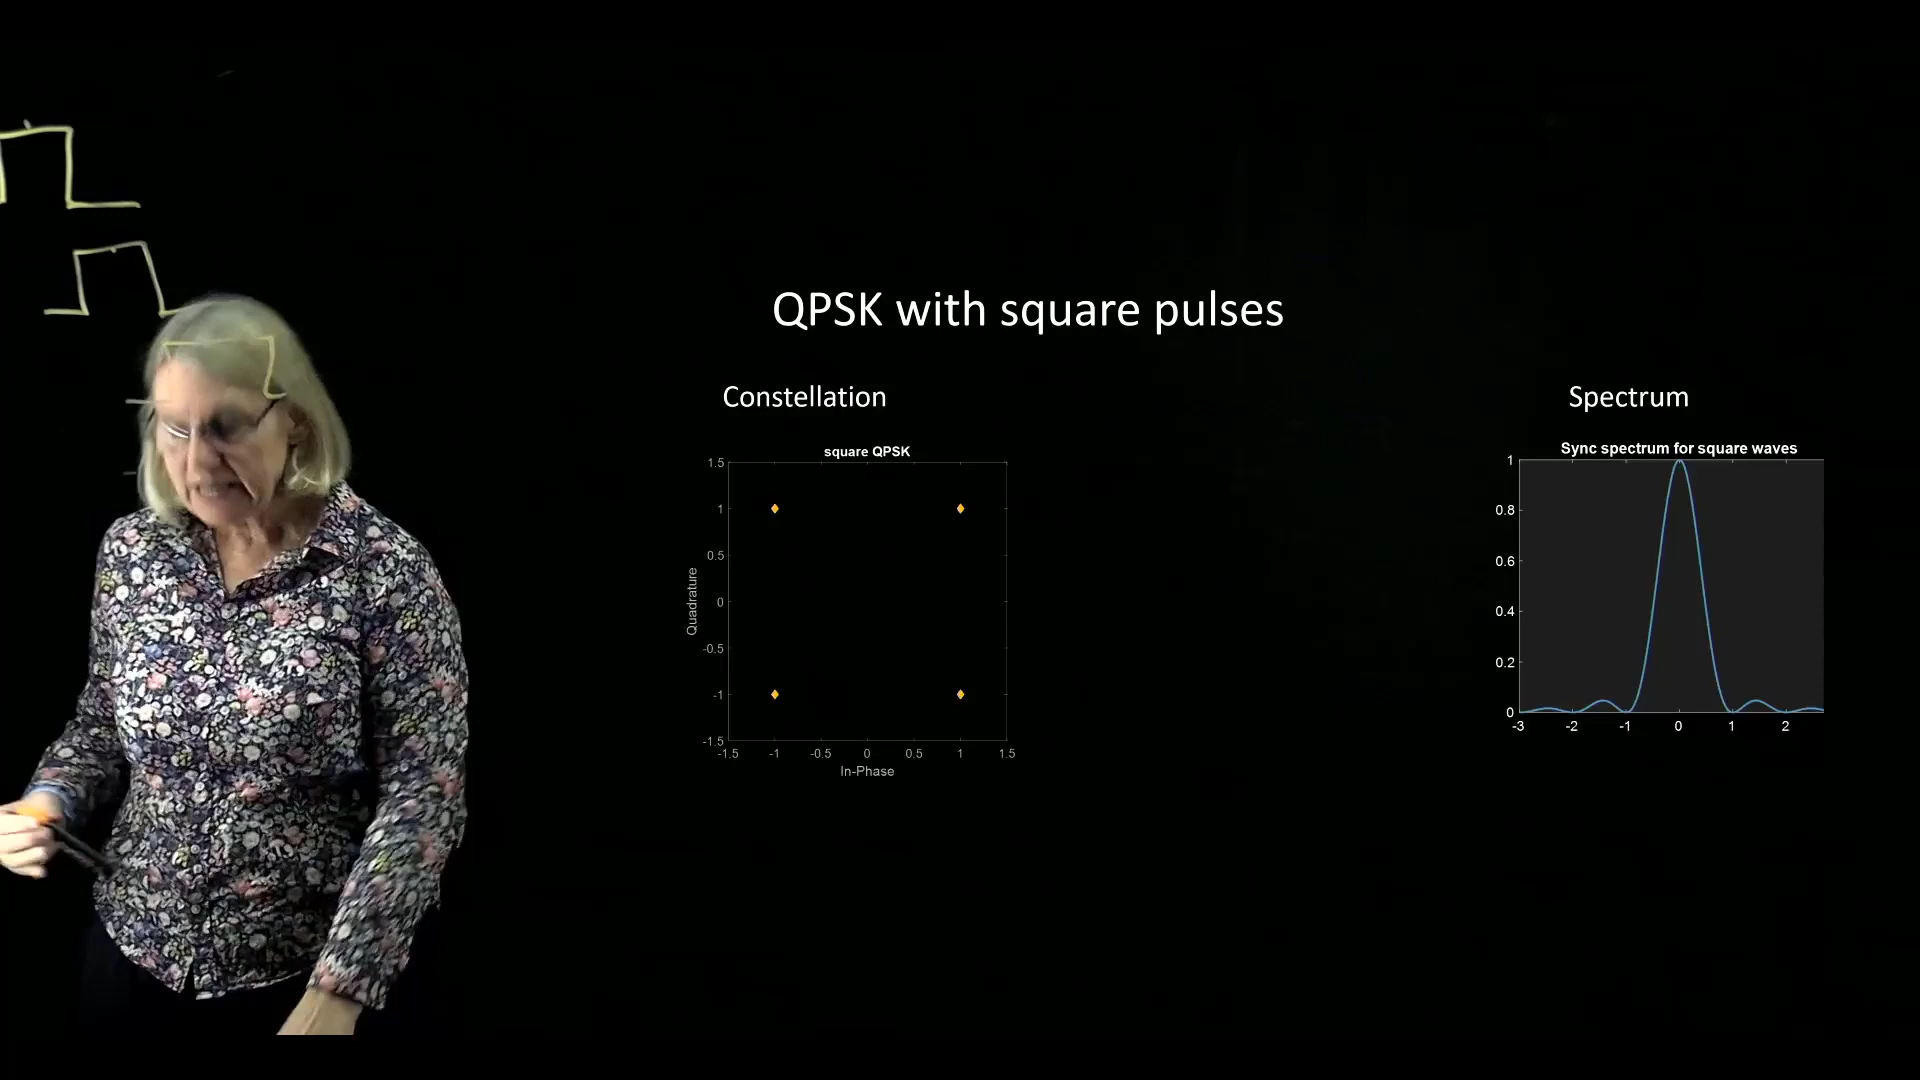 QPSK with square pulses
Constellation
Spectrum
square QPSK
1.5
1
0.5
0
-0.5
-1
-1.5
-1.5 -1 -0.5 0 0.5 1 1.5
In-Phase
Quadrature
Sync spectrum for square waves
1
0.8
0.6
0.4
0.2
0
-3 -2 -1 0 1 2